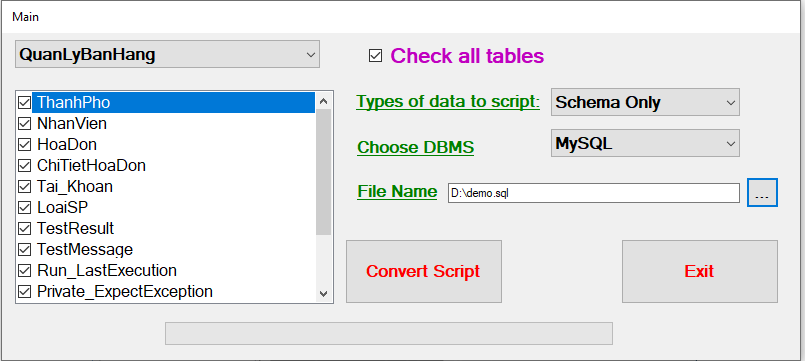 Main
QuanLyBanHang
Check all tables
ThanhPho
NhanVien
HoaDon
ChiTietHoaDon
Tai_Khoan
LoaiSP
TestResult
TestMessage
Run_LastExecution
Private_ExpectException
Types of data to script:
Schema Only
Choose DBMS
MySQL
File Name
D:\demo.sql
...
Convert Script
Exit